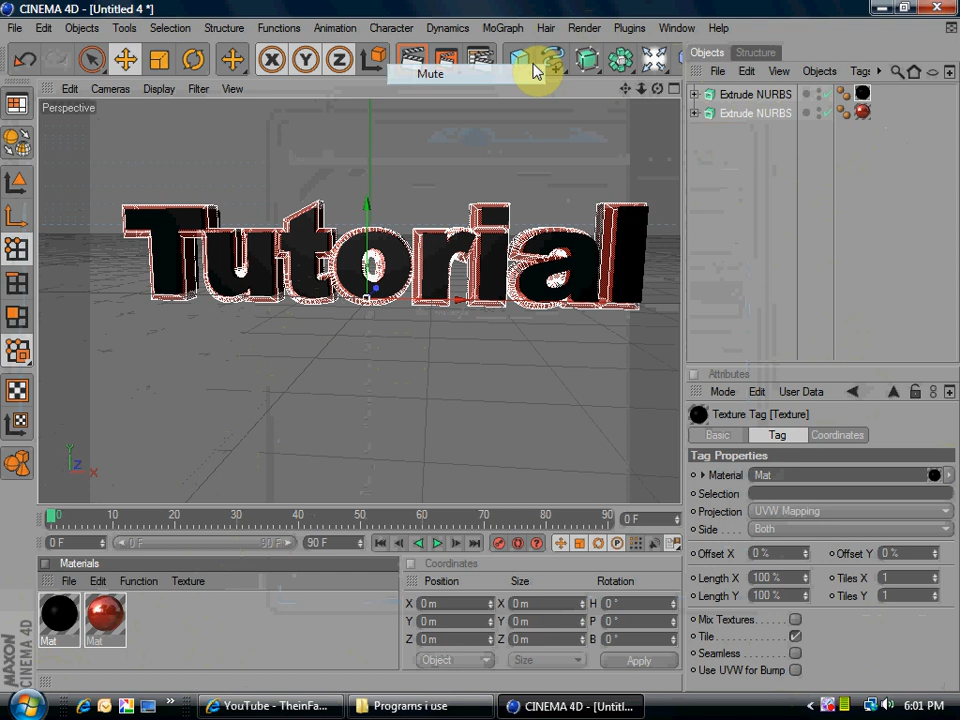 CINEMA 4D - [Untitled 4 *]
File Edit Objects Tools Selection Structure Functions Animation Character Dynamics MoGraph Hair Render Plugins Window Help
Mute
Edit Cameras Display Filter View
Perspective
Tutorial
Y
Z
X
0 10 20 30 40 50 60 70 80 90 0 F
0 F 0 F 90 F 90 F
Materials
File Edit Function Texture
Mat Mat
MAXON
CINEMA 4D
Coordinates
Position Size Rotation
X 0 m X 0 m H 0 °
Y 0 m Y 0 m P 0 °
Z 0 m Z 0 m B 0 °
Object Size Apply
Objects Structure
File Edit View Objects Tags
Extrude NURBS
Extrude NURBS
Attributes
Mode Edit User Data
Texture Tag [Texture]
Basic Tag Coordinates
Tag Properties
Material Mat
Selection
Projection UVW Mapping
Side Both
Offset X 0 % Offset Y 0 %
Length X 100 % Tiles X 1
Length Y 100 % Tiles Y 1
Mix Textures
Tile
Seamless
Use UVW for Bump
YouTube - TheinFa... Programs i use CINEMA 4D - [Untitl... 6:01 PM